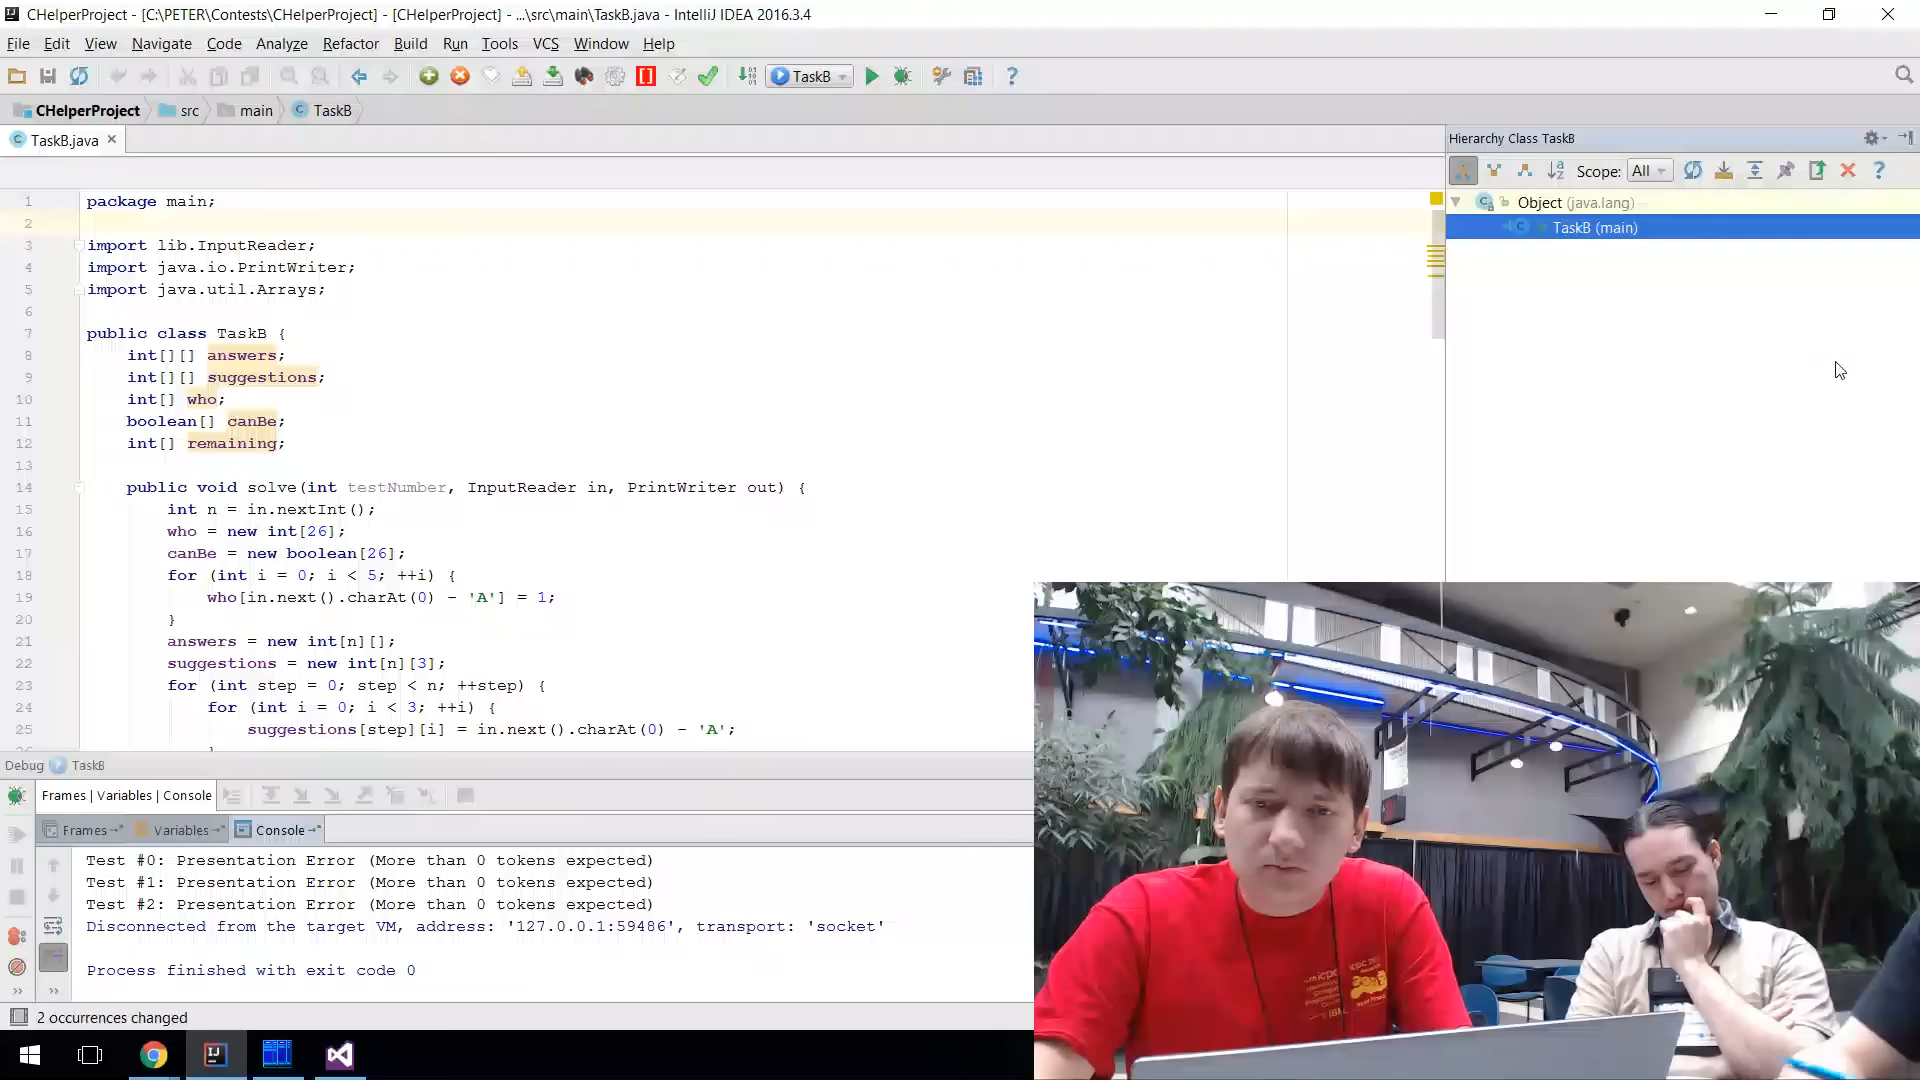 CHelperProject - [C:\PETER\Contests\CHelperProject] - [CHelperProject] - ...\src\main\TaskB.java - IntelliJ IDEA 2016.3.4
File Edit View Navigate Code Analyze Refactor Build Run Tools VCS Window Help
TaskB
CHelperProject src main TaskB
TaskB.java
Hierarchy Class TaskB
Scope: All
Object (java.lang)
TaskB (main)
1 package main;
2
3 import lib.InputReader;
4 import java.io.PrintWriter;
5 import java.util.Arrays;
6
7 public class TaskB {
8 int[][] answers;
9 int[][] suggestions;
10 int[] who;
11 boolean[] canBe;
12 int[] remaining;
13
14 public void solve(int testNumber, InputReader in, PrintWriter out) {
15 int n = in.nextInt();
16 who = new int[26];
17 canBe = new boolean[26];
18 for (int i = 0; i < 5; ++i) {
19 who[in.next().charAt(0) - 'A'] = 1;
20 }
21 answers = new int[n][];
22 suggestions = new int[n][3];
23 for (int step = 0; step < n; ++step) {
24 for (int i = 0; i < 3; ++i) {
25 suggestions[step][i] = in.next().charAt(0) - 'A';
Debug TaskB
Frames | Variables | Console
Frames Variables Console
Test #0: Presentation Error (More than 0 tokens expected)
Test #1: Presentation Error (More than 0 tokens expected)
Test #2: Presentation Error (More than 0 tokens expected)
Disconnected from the target VM, address: '127.0.0.1:59486', transport: 'socket'
Process finished with exit code 0
2 occurrences changed
icpc
IBM